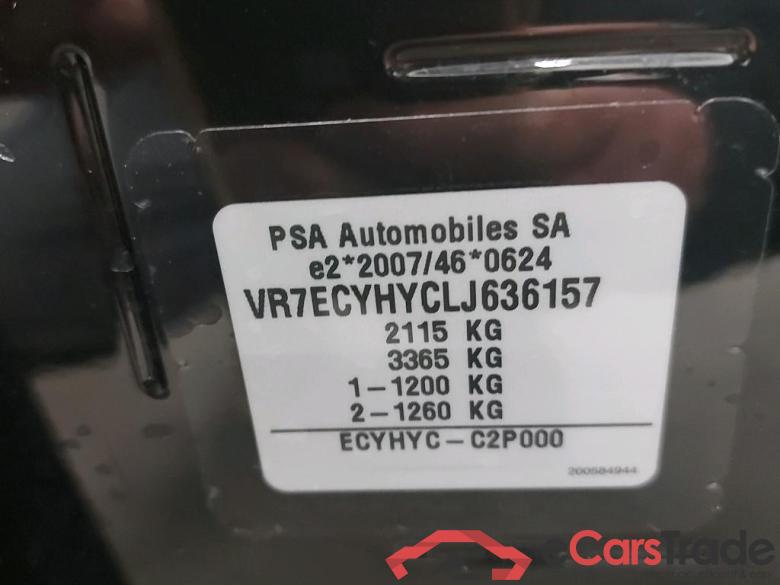 PSA Automobiles SA
e2*2007/46*0624
VR7ECYHYCLJ636157
2115 KG
3365 KG
1-1200 KG
2-1260 KG
ECYHYC-C2P000
200584944
eCarsTrade